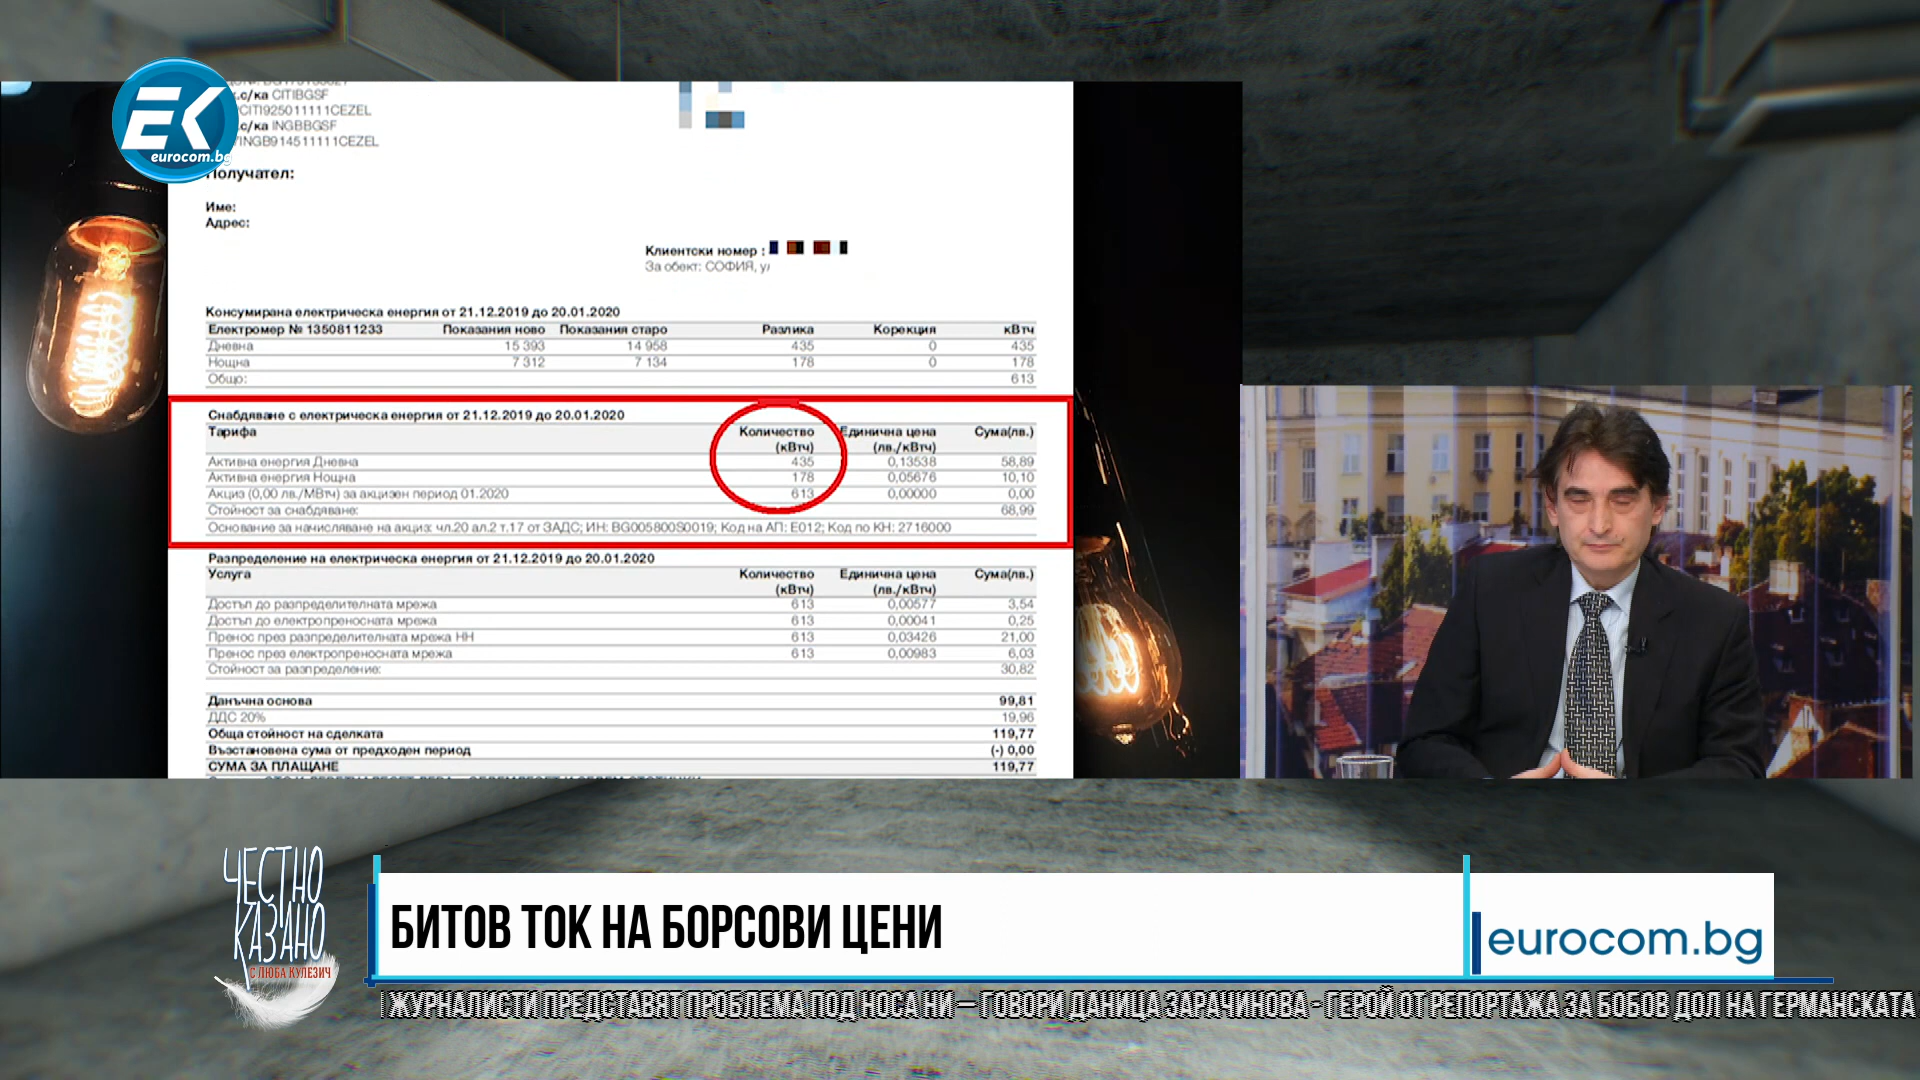 EK
eurocom.bg
.с/ка CITIBGSF
CITI925011111CEZEL
.с/ка INGBBGSF
INGB914511111CEZEL
Получател:
Име:
Адрес:
Клиентски номер :
За обект: СОФИЯ, ул
Консумирана електрическа енергия от 21.12.2019 до 20.01.2020
Електромер № 1350811233 Показания ново Показания старо Разлика Корекция кВтч
Дневна 15 393 14 958 435 0 435
Нощна 7 312 7 134 178 0 178
Общо: 613
Снабдяване с електрическа енергия от 21.12.2019 до 20.01.2020
Тарифа Количество Единична цена Сума(лв.)
(кВтч) (лв./кВтч)
Активна енергия Дневна 435 0,13538 58,89
Активна енергия Нощна 178 0,05676 10,10
Акциз (0,00 лв./МВтч) за акцизен период 01.2020 613 0,00000 0,00
Стойност за снабдяване: 68,99
Основание за начисляване на акциз: чл.20 ал.2 т.17 от ЗАДС; ИН: BG005800S0019; Код на АП: E012; Код по КН: 2716000
Разпределение на електрическа енергия от 21.12.2019 до 20.01.2020
Услуга Количество Единична цена Сума(лв.)
(кВтч) (лв./кВтч)
Достъп до разпределителната мрежа 613 0,00577 3,54
Достъп до електропреносната мрежа 613 0,00041 0,25
Пренос през разпределителната мрежа НН 613 0,03426 21,00
Пренос през електропреносната мрежа 613 0,00983 6,03
Стойност за разпределение: 30,82
Данъчна основа 99,81
ДДС 20% 19,96
Обща стойност на сделката 119,77
Възстановена сума от предходен период (-) 0,00
СУМА ЗА ПЛАЩАНЕ 119,77
ЧЕСТНО
КАЗАНО
С ЛЮБА КУЛЕЗИЧ
БИТОВ ТОК НА БОРСОВИ ЦЕНИ
eurocom.bg
ЖУРНАЛИСТИ ПРЕДСТАВЯТ ПРОБЛЕМА ПОД НОСА НИ – ГОВОРИ ДАНИЦА ЗАРАЧИНОВА - ГЕРОЙ ОТ РЕПОРТАЖА ЗА БОБОВ ДОЛ НА ГЕРМАНСКАТА